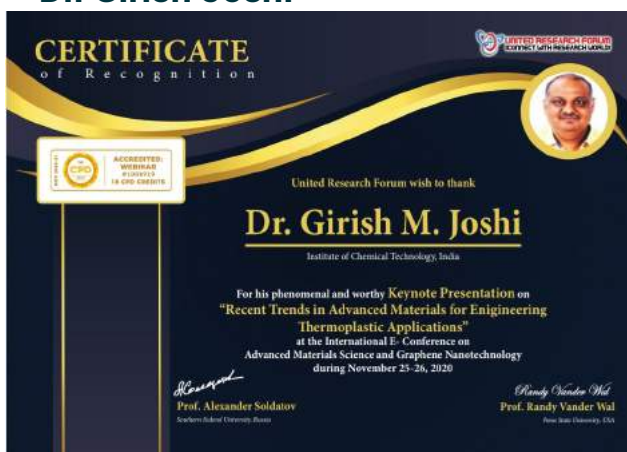 Dr. Girish Joshi
CERTIFICATE
of Recognition
UNITED RESEARCH FORUM
CONNECT WITH RESEARCH WORLD!
CPD
ACCREDITED:
WEBINAR
18 CPD CREDITS
United Research Forum wish to thank
Dr. Girish M. Joshi
Institute of Chemical Technology, India
For his phenomenal and worthy Keynote Presentation on
“Recent Trends in Advanced Materials for Enigineering
Thermoplastic Applications”
at the International E- Conference on
Advanced Materials Science and Graphene Nanotechnology
during November 25-26, 2020
Randy Vander Wal
Prof. Alexander Soldatov
Prof. Randy Vander Wal
Southern Federal University, Russia
Penn State University, USA